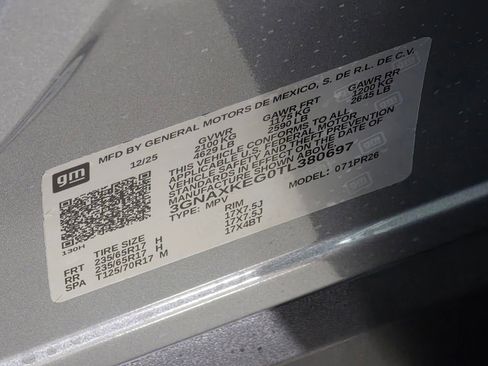 gm
MFD BY GENERAL MOTORS DE MEXICO, S. DE R.L. DE C.V.
12/25 GVWR GAWR FRT GAWR RR
2100 KG 1175 KG 1200 KG
4629 LB 2590 LB 2645 LB
THIS VEHICLE CONFORMS TO ALL
APPLICABLE U.S. FEDERAL MOTOR
VEHICLE SAFETY AND THEFT PREVENTION
STANDARDS IN EFFECT ON THE DATE OF
MANUFACTURE SHOWN ABOVE
3GNAXKEG0TL380697
TYPE: MPV MODEL: 071PR26
130H
TIRE SIZE RIM
FRT 235/65R17 H 17X7.5J
RR 235/65R17 H 17X7.5J
SPA T125/70R17 M 17X4BT